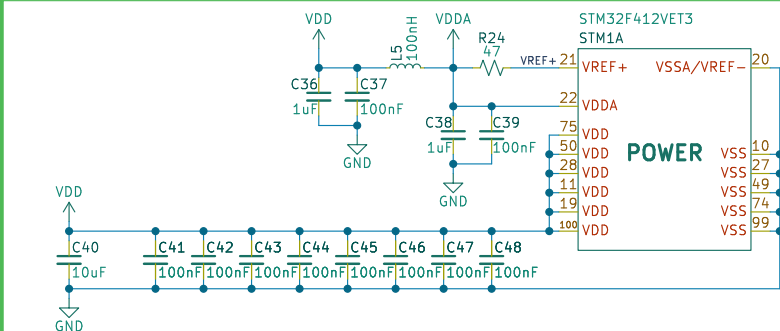 VDD
VDDA
STM32F412VET3
STM1A
L5
100nH
R24
47
VREF+
21
VREF+
VSSA/VREF-
20
C36
1uF
C37
100nF
GND
22
VDDA
C38
1uF
C39
100nF
GND
POWER
75
VDD
50
VDD
VSS
10
28
VDD
VSS
27
11
VDD
VSS
49
19
VDD
VSS
74
100
VDD
VSS
99
VDD
C40
10uF
C41
100nF
C42
100nF
C43
100nF
C44
100nF
C45
100nF
C46
100nF
C47
100nF
C48
100nF
GND